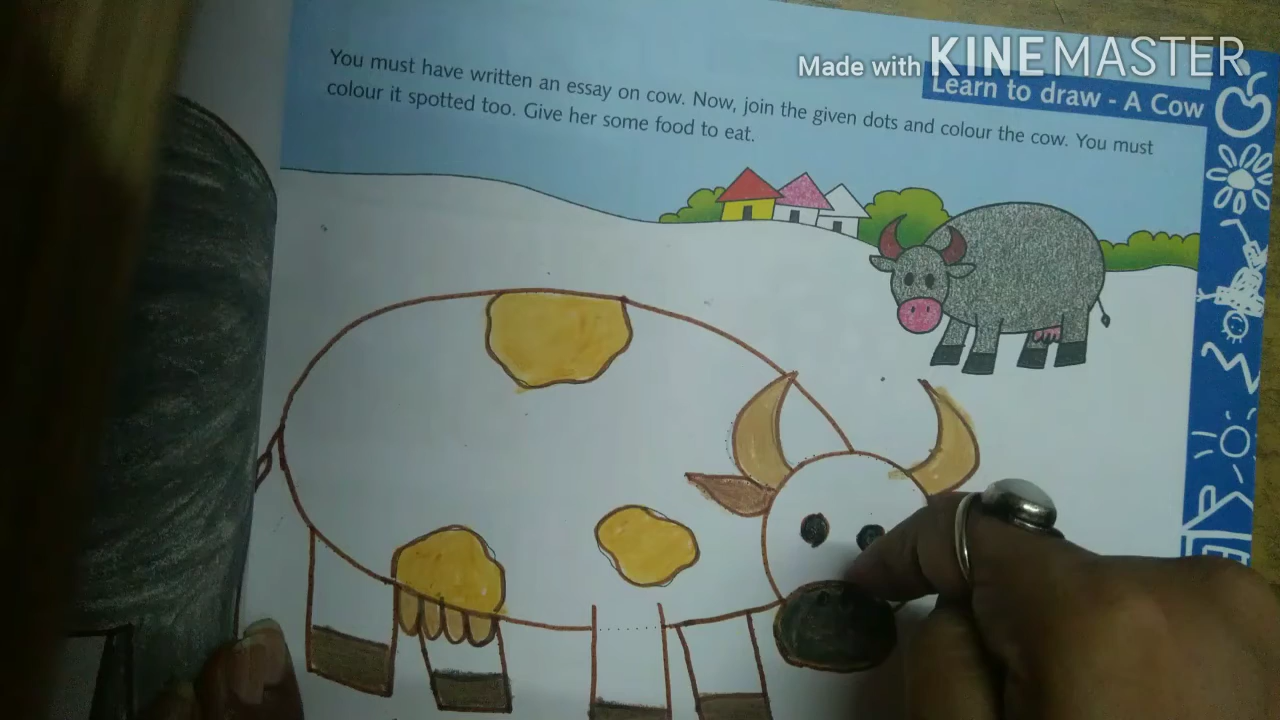 Made with KINEMASTER
Learn to draw - A Cow
You must have written an essay on cow. Now, join the given dots and colour the cow. You must
colour it spotted too. Give her some food to eat.